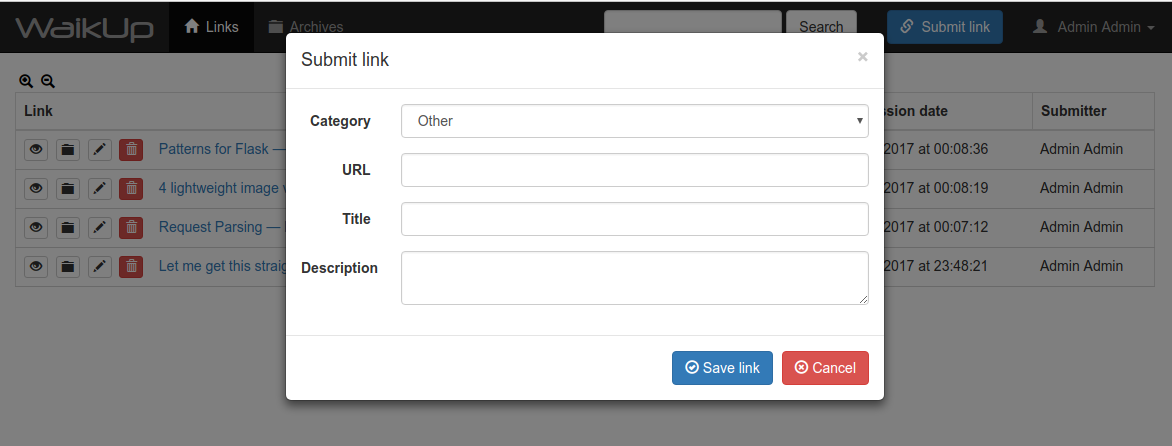 WaikUp Links Archives Search Submit link Admin Admin
Submit link ×
Link ssion date Submitter
Category Other
Patterns for Flask — 2017 at 00:08:36 Admin Admin
URL
4 lightweight image 2017 at 00:08:19 Admin Admin
Title
Request Parsing — 2017 at 00:07:12 Admin Admin
Description
Let me get this straig 2017 at 23:48:21 Admin Admin
Save link Cancel